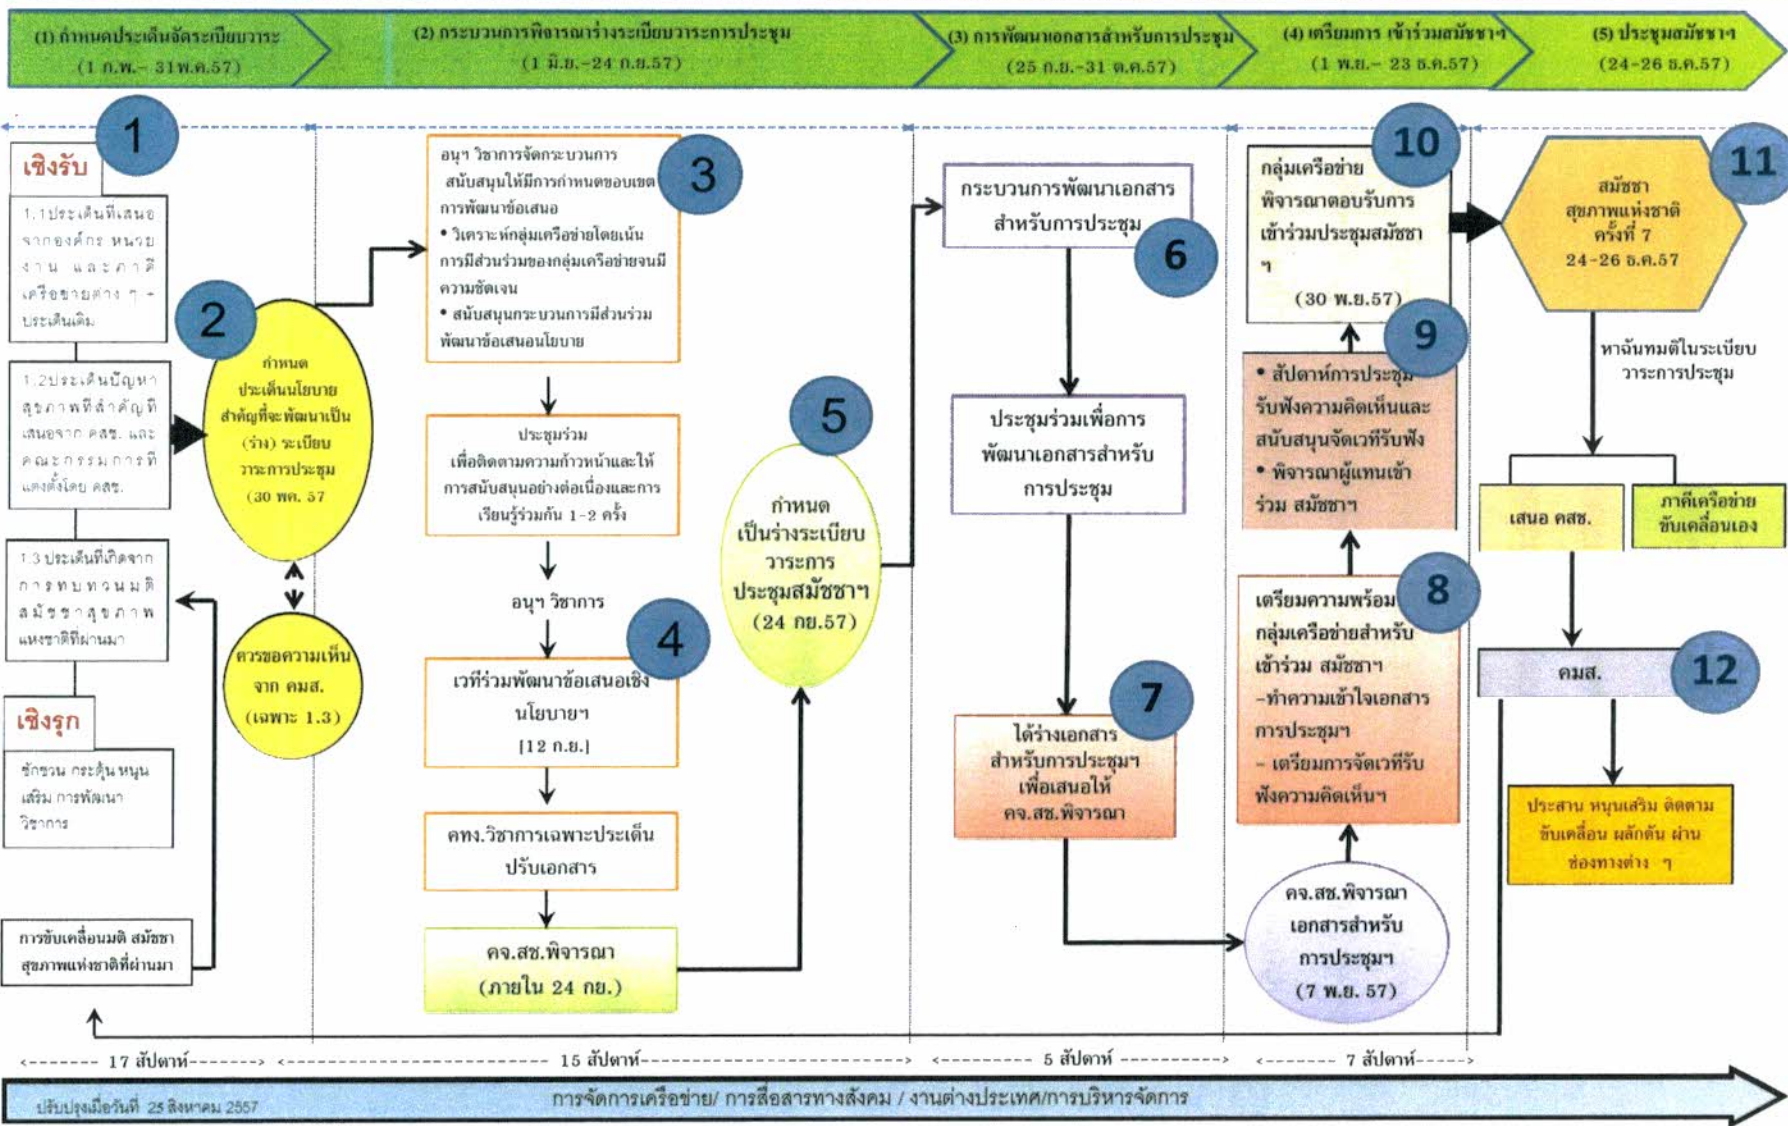 (1) กำหนดประเด็นจัดระเบียบวาระ
(1 ก.พ.– 31พ.ค.57)
(2) กระบวนการพิจารณาร่างระเบียบวาระการประชุม
(1 มิ.ย.–24 ก.ย.57)
(3) การพัฒนาเอกสารสำหรับการประชุม
(25 ก.ย.–31 ต.ค.57)
(4) เตรียมการ เข้าร่วมสมัชชาฯ
(1 พ.ย.– 23 ธ.ค.57)
(5) ประชุมสมัชชาฯ
(24–26 ธ.ค.57)
1
เชิงรับ
1.1ประเด็นที่เสนอ
จากองค์กร หน่วย
งาน และภาคี
เครือข่ายต่าง ๆ +
ประเด็นเดิม
1.2ประเด็นปัญหา
สุขภาพที่สำคัญที่
เสนอจาก คสช. และ
คณะกรรมการที่
แต่งตั้งโดย คสช.
1.3 ประเด็นที่เกิดจาก
การทบทวนมติ
สมัชชาสุขภาพ
แห่งชาติที่ผ่านมา
เชิงรุก
ชักชวน กระตุ้น หนุน
เสริม การพัฒนา
วิชาการ
การขับเคลื่อนมติ สมัชชา
สุขภาพแห่งชาติที่ผ่านมา
2
กำหนด
ประเด็นนโยบาย
สำคัญที่จะพัฒนาเป็น
(ร่าง) ระเบียบ
วาระการประชุม
(30 พค. 57
ควรขอความเห็น
จาก คมส.
(เฉพาะ 1.3)
3
อนุฯ วิชาการจัดกระบวนการ
สนับสนุนให้มีการกำหนดขอบเขต
การพัฒนาข้อเสนอ
• วิเคราะห์กลุ่มเครือข่ายโดยเน้น
การมีส่วนร่วมของกลุ่มเครือข่ายจนมี
ความชัดเจน
• สนับสนุนกระบวนการมีส่วนร่วม
พัฒนาข้อเสนอนโยบาย
ประชุมร่วม
เพื่อติดตามความก้าวหน้าและให้
การสนับสนุนอย่างต่อเนื่องและการ
เรียนรู้ร่วมกัน 1–2 ครั้ง
อนุฯ วิชาการ
4
เวทีร่วมพัฒนาข้อเสนอเชิง
นโยบายฯ
[12 ก.ย.]
คทง.วิชาการเฉพาะประเด็น
ปรับเอกสาร
คจ.สช.พิจารณา
(ภายใน 24 กย.)
5
กำหนด
เป็นร่างระเบียบ
วาระการ
ประชุมสมัชชาฯ
(24 กย.57)
กระบวนการพัฒนาเอกสาร
สำหรับการประชุม
6
ประชุมร่วมเพื่อการ
พัฒนาเอกสารสำหรับ
การประชุม
7
ได้ร่างเอกสาร
สำหรับการประชุมฯ
เพื่อเสนอให้
คจ.สช.พิจารณา
10
กลุ่มเครือข่าย
พิจารณาตอบรับการ
เข้าร่วมประชุมสมัชชา
ฯ
(30 พ.ย.57)
9
• สัปดาห์การประชุม
รับฟังความคิดเห็นและ
สนับสนุนจัดเวทีรับฟัง
• พิจารณาผู้แทนเข้า
ร่วม สมัชชาฯ
8
เตรียมความพร้อม
กลุ่มเครือข่ายสำหรับ
เข้าร่วม สมัชชาฯ
–ทำความเข้าใจเอกสาร
การประชุมฯ
– เตรียมการจัดเวทีรับ
ฟังความคิดเห็นฯ
คจ.สช.พิจารณา
เอกสารสำหรับ
การประชุมฯ
(7 พ.ย. 57)
11
สมัชชา
สุขภาพแห่งชาติ
ครั้งที่ 7
24–26 ธ.ค.57
หาฉันทมติในระเบียบ
วาระการประชุม
เสนอ คสช.
ภาคีเครือข่าย
ขับเคลื่อนเอง
คมส.
12
ประสาน หนุนเสริม ติดตาม
ขับเคลื่อน ผลักดัน ผ่าน
ช่องทางต่าง ๆ
17 สัปดาห์
15 สัปดาห์
5 สัปดาห์
7 สัปดาห์
การจัดการเครือข่าย/ การสื่อสารทางสังคม / งานต่างประเทศ/การบริหารจัดการ
ปรับปรุงเมื่อวันที่ 25 สิงหาคม 2557